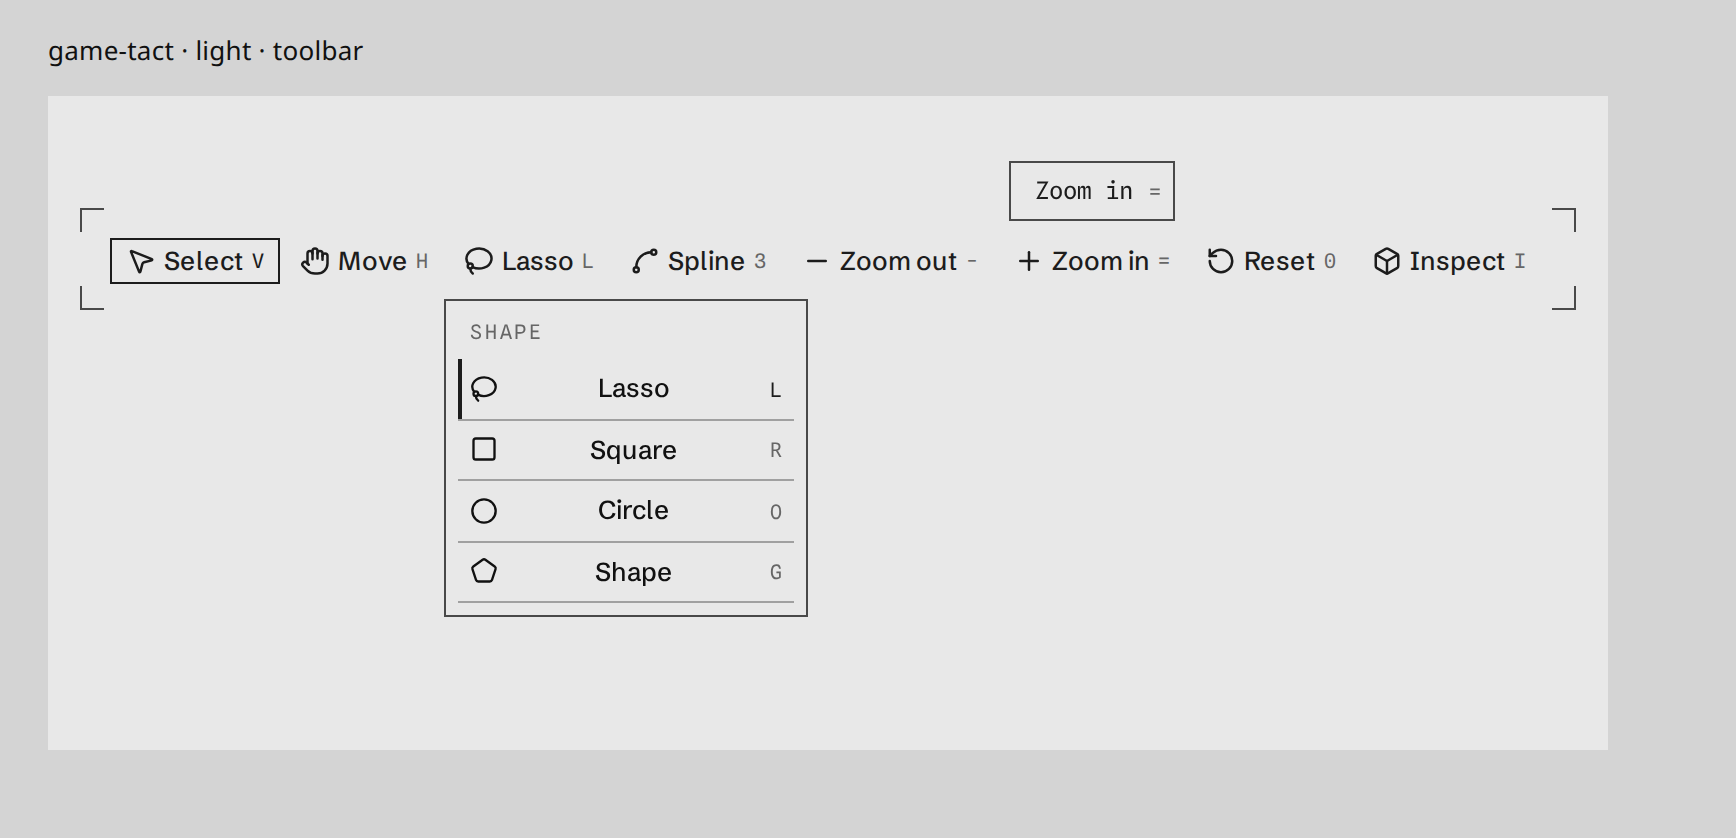 game-tact · light · toolbar
Zoom in =
Select V Move H Lasso L Spline 3 Zoom out - Zoom in = Reset 0 Inspect I
SHAPE
Lasso L
Square R
Circle O
Shape G